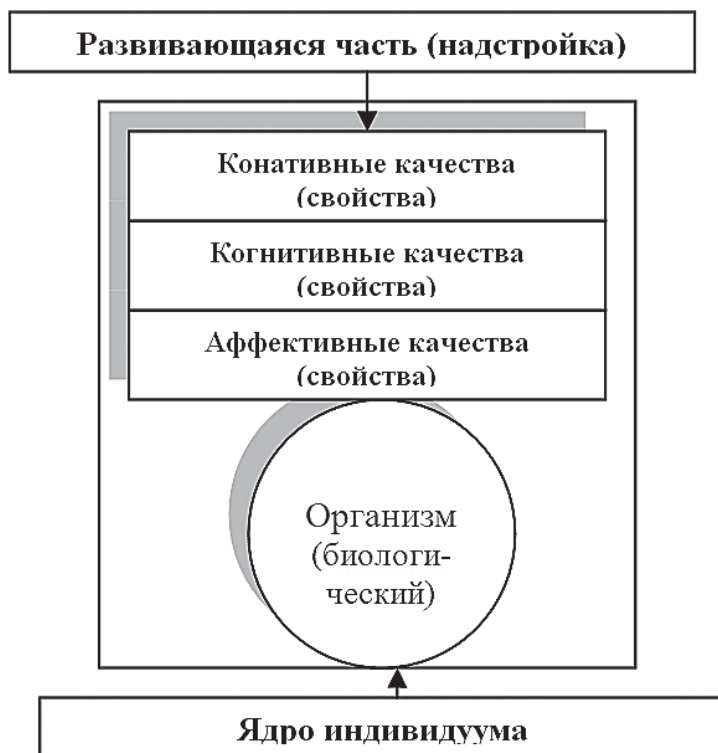 Развивающаяся часть (надстройка)
Конативные качества
(свойства)
Когнитивные качества
(свойства)
Аффективные качества
(свойства)
Организм
(биологи-
ческий)
Ядро индивидуума